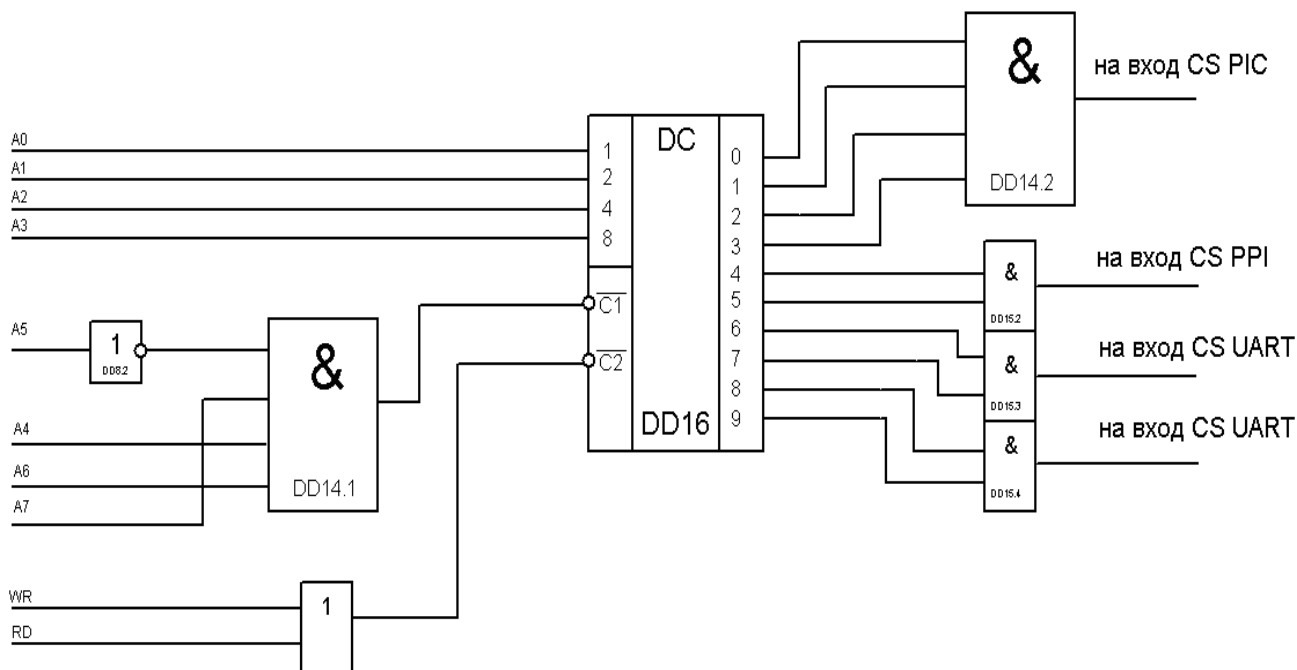 &
на вход CS PIC
DD14.2
A0
A1
A2
A3
1
2
4
8
DC
0
1
2
3
4
5
6
7
8
9
C1
C2
DD16
&
DD15.2
на вход CS PPI
&
DD15.3
на вход CS UART
&
DD15.4
на вход CS UART
A5
1
DD8.2
&
A4
A6
A7
DD14.1
WR
RD
1